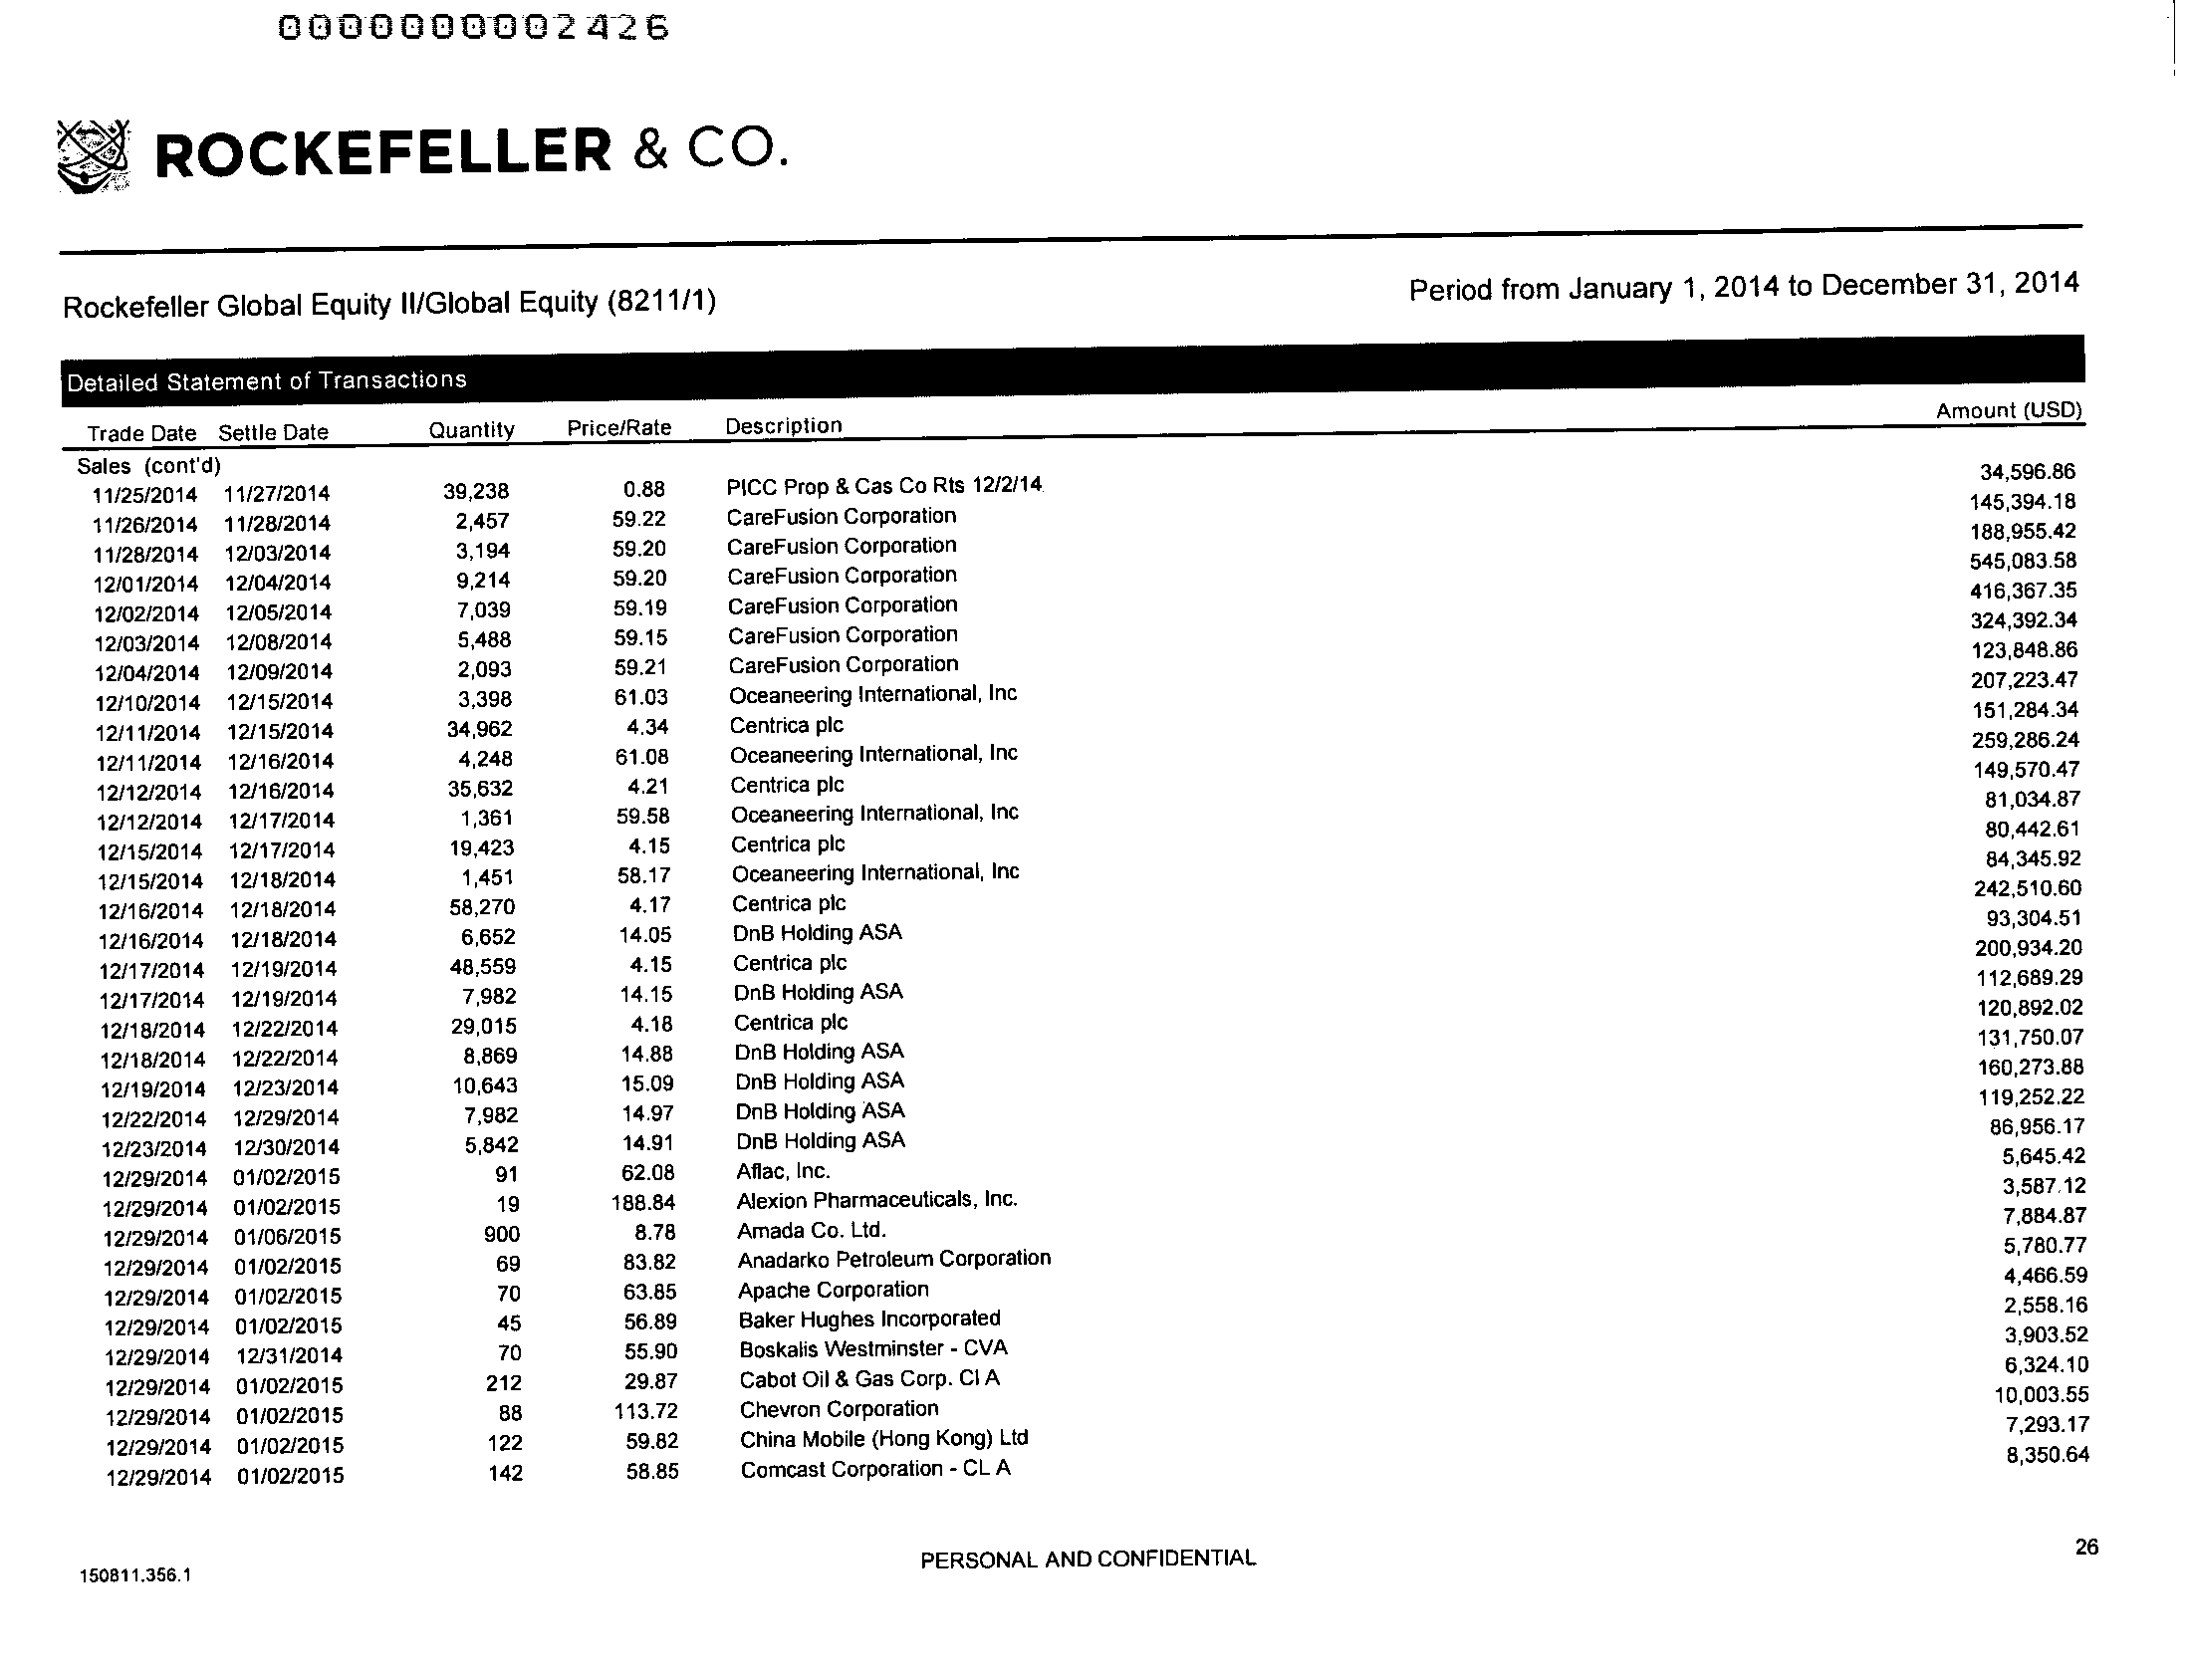 0000000002426
ROCKEFELLER & CO.
Rockefeller Global Equity II/Global Equity (8211/1) Period from January 1, 2014 to December 31, 2014
Detailed Statement of Transactions
Trade Date Settle Date Quantity Price/Rate Description Amount (USD)
Sales (cont'd)
11/25/2014 11/27/2014 39,238 0.88 PICC Prop & Cas Co Rts 12/2/14 34,596.86
11/26/2014 11/28/2014 2,457 59.22 CareFusion Corporation 145,394.18
11/28/2014 12/03/2014 3,194 59.20 CareFusion Corporation 188,955.42
12/01/2014 12/04/2014 9,214 59.20 CareFusion Corporation 545,083.58
12/02/2014 12/05/2014 7,039 59.19 CareFusion Corporation 416,367.35
12/03/2014 12/08/2014 5,488 59.15 CareFusion Corporation 324,392.34
12/04/2014 12/09/2014 2,093 59.21 CareFusion Corporation 123,848.86
12/10/2014 12/15/2014 3,398 61.03 Oceaneering International, Inc 207,223.47
12/11/2014 12/15/2014 34,962 4.34 Centrica plc 151,284.34
12/11/2014 12/16/2014 4,248 61.08 Oceaneering International, Inc 259,286.24
12/12/2014 12/16/2014 35,632 4.21 Centrica plc 149,570.47
12/12/2014 12/17/2014 1,361 59.58 Oceaneering International, Inc 81,034.87
12/15/2014 12/17/2014 19,423 4.15 Centrica plc 80,442.61
12/15/2014 12/18/2014 1,451 58.17 Oceaneering International, Inc 84,345.92
12/16/2014 12/18/2014 58,270 4.17 Centrica plc 242,510.60
12/16/2014 12/18/2014 6,652 14.05 DnB Holding ASA 93,304.51
12/17/2014 12/19/2014 48,559 4.15 Centrica plc 200,934.20
12/17/2014 12/19/2014 7,982 14.15 DnB Holding ASA 112,689.29
12/18/2014 12/22/2014 29,015 4.18 Centrica plc 120,892.02
12/18/2014 12/22/2014 8,869 14.88 DnB Holding ASA 131,750.07
12/19/2014 12/23/2014 10,643 15.09 DnB Holding ASA 160,273.88
12/22/2014 12/29/2014 7,982 14.97 DnB Holding ASA 119,252.22
12/23/2014 12/30/2014 5,842 14.91 DnB Holding ASA 86,956.17
12/29/2014 01/02/2015 91 62.08 Aflac, Inc. 5,645.42
12/29/2014 01/02/2015 19 188.84 Alexion Pharmaceuticals, Inc. 3,587.12
12/29/2014 01/06/2015 900 8.78 Amada Co. Ltd. 7,884.87
12/29/2014 01/02/2015 69 83.82 Anadarko Petroleum Corporation 5,780.77
12/29/2014 01/02/2015 70 63.85 Apache Corporation 4,466.59
12/29/2014 01/02/2015 45 56.89 Baker Hughes Incorporated 2,558.16
12/29/2014 12/31/2014 70 55.90 Boskalis Westminster - CVA 3,903.52
12/29/2014 01/02/2015 212 29.87 Cabot Oil & Gas Corp. Cl A 6,324.10
12/29/2014 01/02/2015 88 113.72 Chevron Corporation 10,003.55
12/29/2014 01/02/2015 122 59.82 China Mobile (Hong Kong) Ltd 7,293.17
12/29/2014 01/02/2015 142 58.85 Comcast Corporation - CL A 8,350.64
150811.356.1 PERSONAL AND CONFIDENTIAL 26